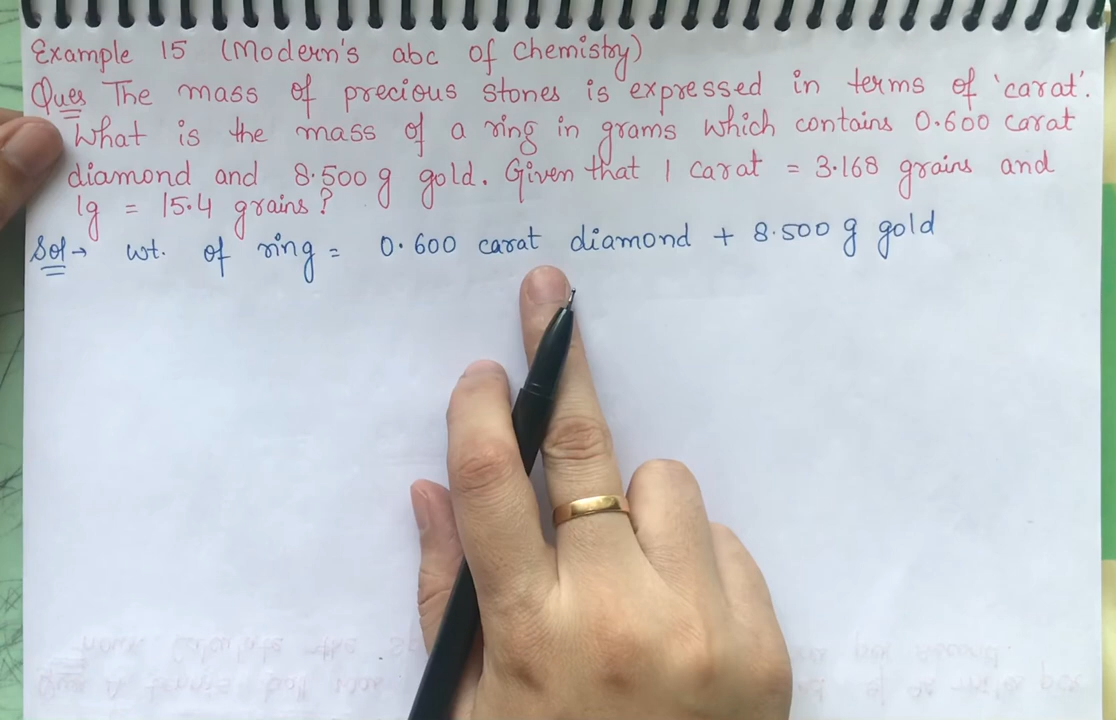 Example 15 (Modern's abc of Chemistry)
Ques The mass of precious stones is expressed in terms of 'carat'.
What is the mass of a ring in grams which contains 0.600 carat
diamond and 8.500 g gold. Given that 1 carat = 3.168 grains and
1g = 15.4 grains?
Sol→ wt. of ring = 0.600 carat diamond + 8.500 g gold